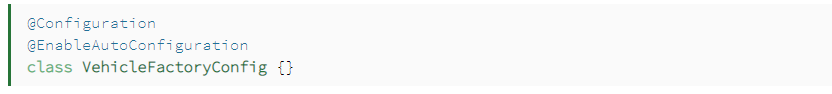 @Configuration
@EnableAutoConfiguration
class VehicleFactoryConfig {}